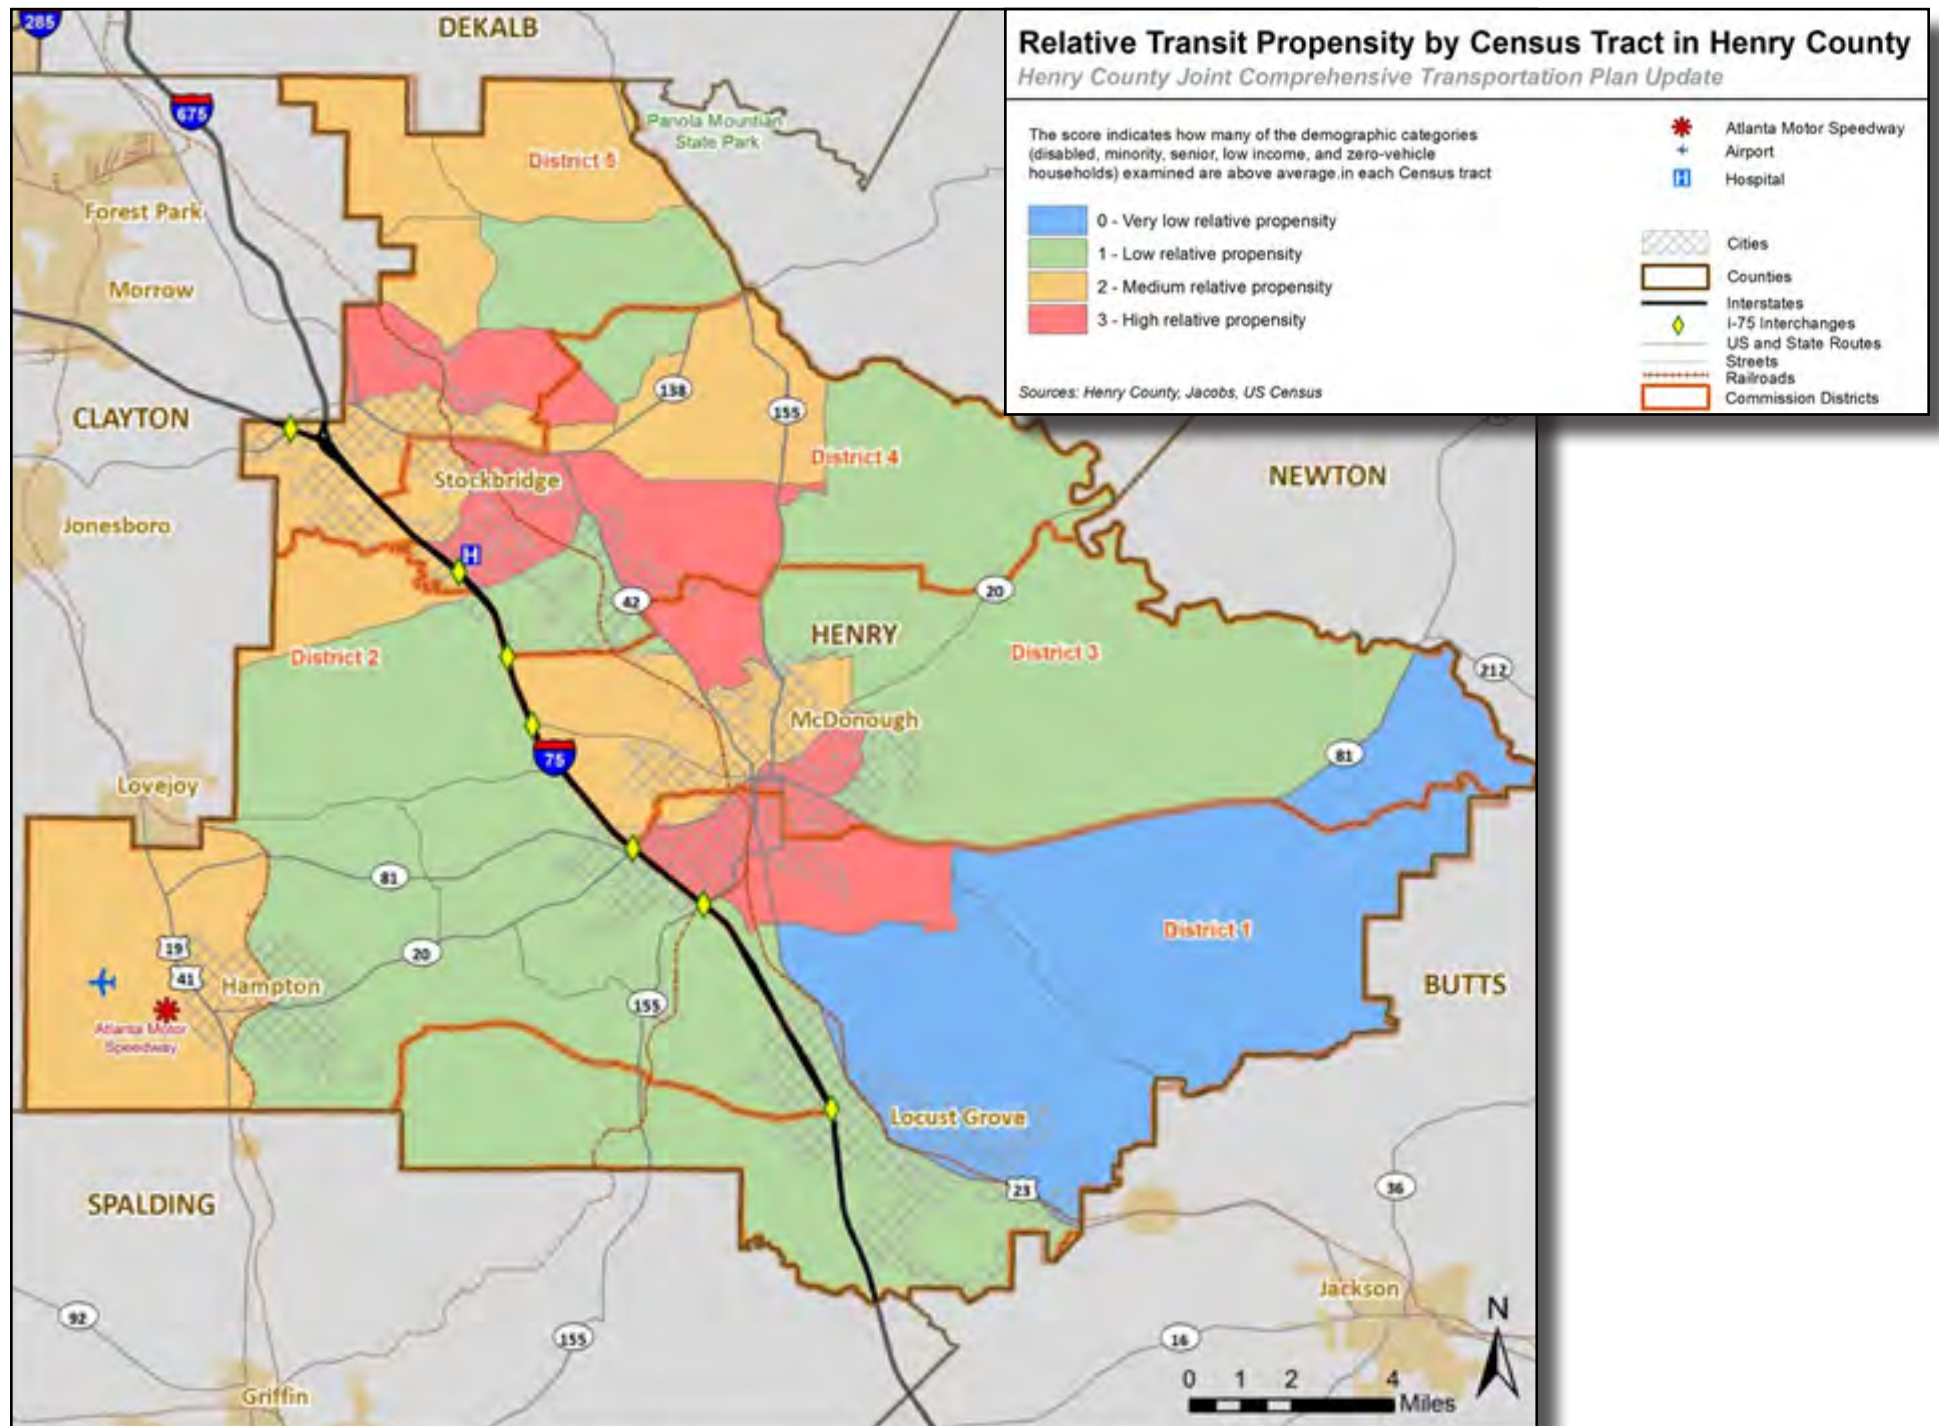 Relative Transit Propensity by Census Tract in Henry County
Henry County Joint Comprehensive Transportation Plan Update
The score indicates how many of the demographic categories
(disabled, minority, senior, low income, and zero-vehicle
households) examined are above average.in each Census tract
0 - Very low relative propensity
1 - Low relative propensity
2 - Medium relative propensity
3 - High relative propensity
Sources: Henry County, Jacobs, US Census
Atlanta Motor Speedway
Airport
H
Hospital
Cities
Counties
Interstates
I-75 Interchanges
US and State Routes
Streets
Railroads
Commission Districts
285
DEKALB
675
Panola Mountian
State Park
District 5
Forest Park
Morrow
138
155
CLAYTON
District 4
NEWTON
Stockbridge
Jonesboro
H
42
20
HENRY
District 2
District 3
212
McDonough
75
81
Lovejoy
81
District 1
19
20
41
Hampton
BUTTS
155
Atlanta Motor
Speedway
Locust Grove
23
36
SPALDING
Jackson
92
155
16
N
0 1 2 4
Miles
Griffin